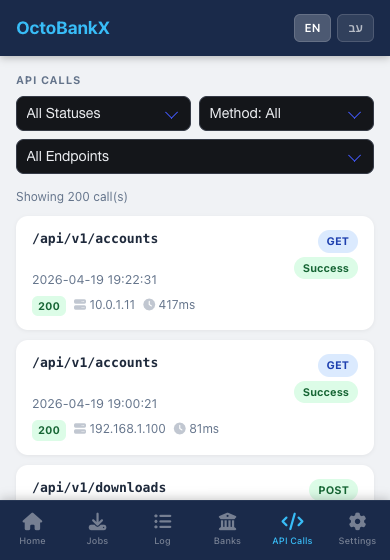 OctoBankX
EN
עב
API CALLS
All Statuses
Method: All
All Endpoints
Showing 200 call(s)
/api/v1/accounts
GET
Success
2026-04-19 19:22:31
200 10.0.1.11 417ms
/api/v1/accounts
GET
Success
2026-04-19 19:00:21
200 192.168.1.100 81ms
/api/v1/downloads
POST
Home
Jobs
Log
Banks
API Calls
Settings